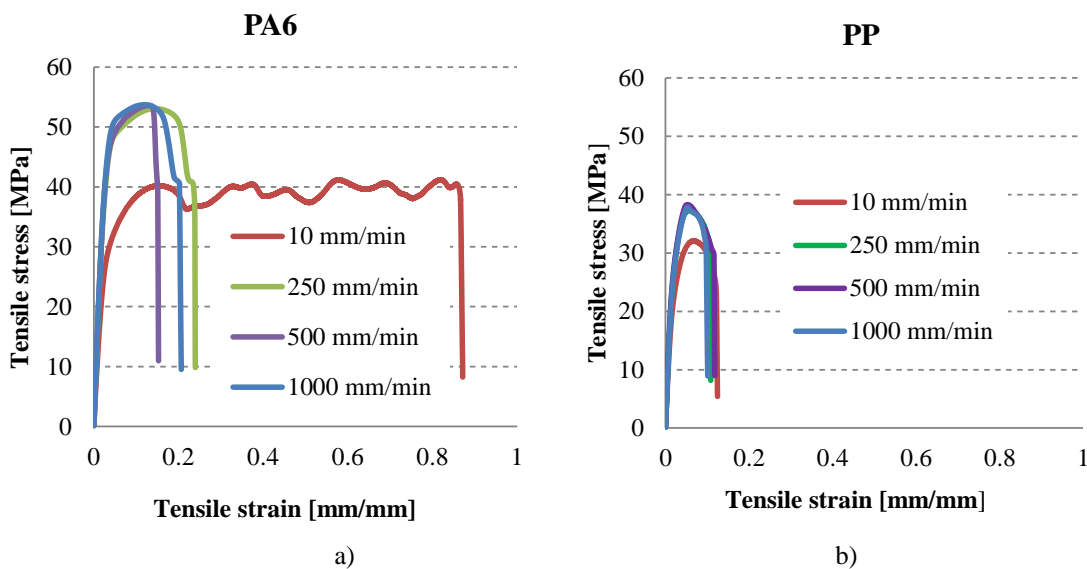 PA6
60
50
40
30
20
10
0
Tensile stress [MPa]
10 mm/min
250 mm/min
500 mm/min
1000 mm/min
0 0.2 0.4 0.6 0.8 1
Tensile strain [mm/mm]
a)
PP
60
50
40
30
20
10
0
Tensile stress [MPa]
10 mm/min
250 mm/min
500 mm/min
1000 mm/min
0 0.2 0.4 0.6 0.8 1
Tensile strain [mm/mm]
b)